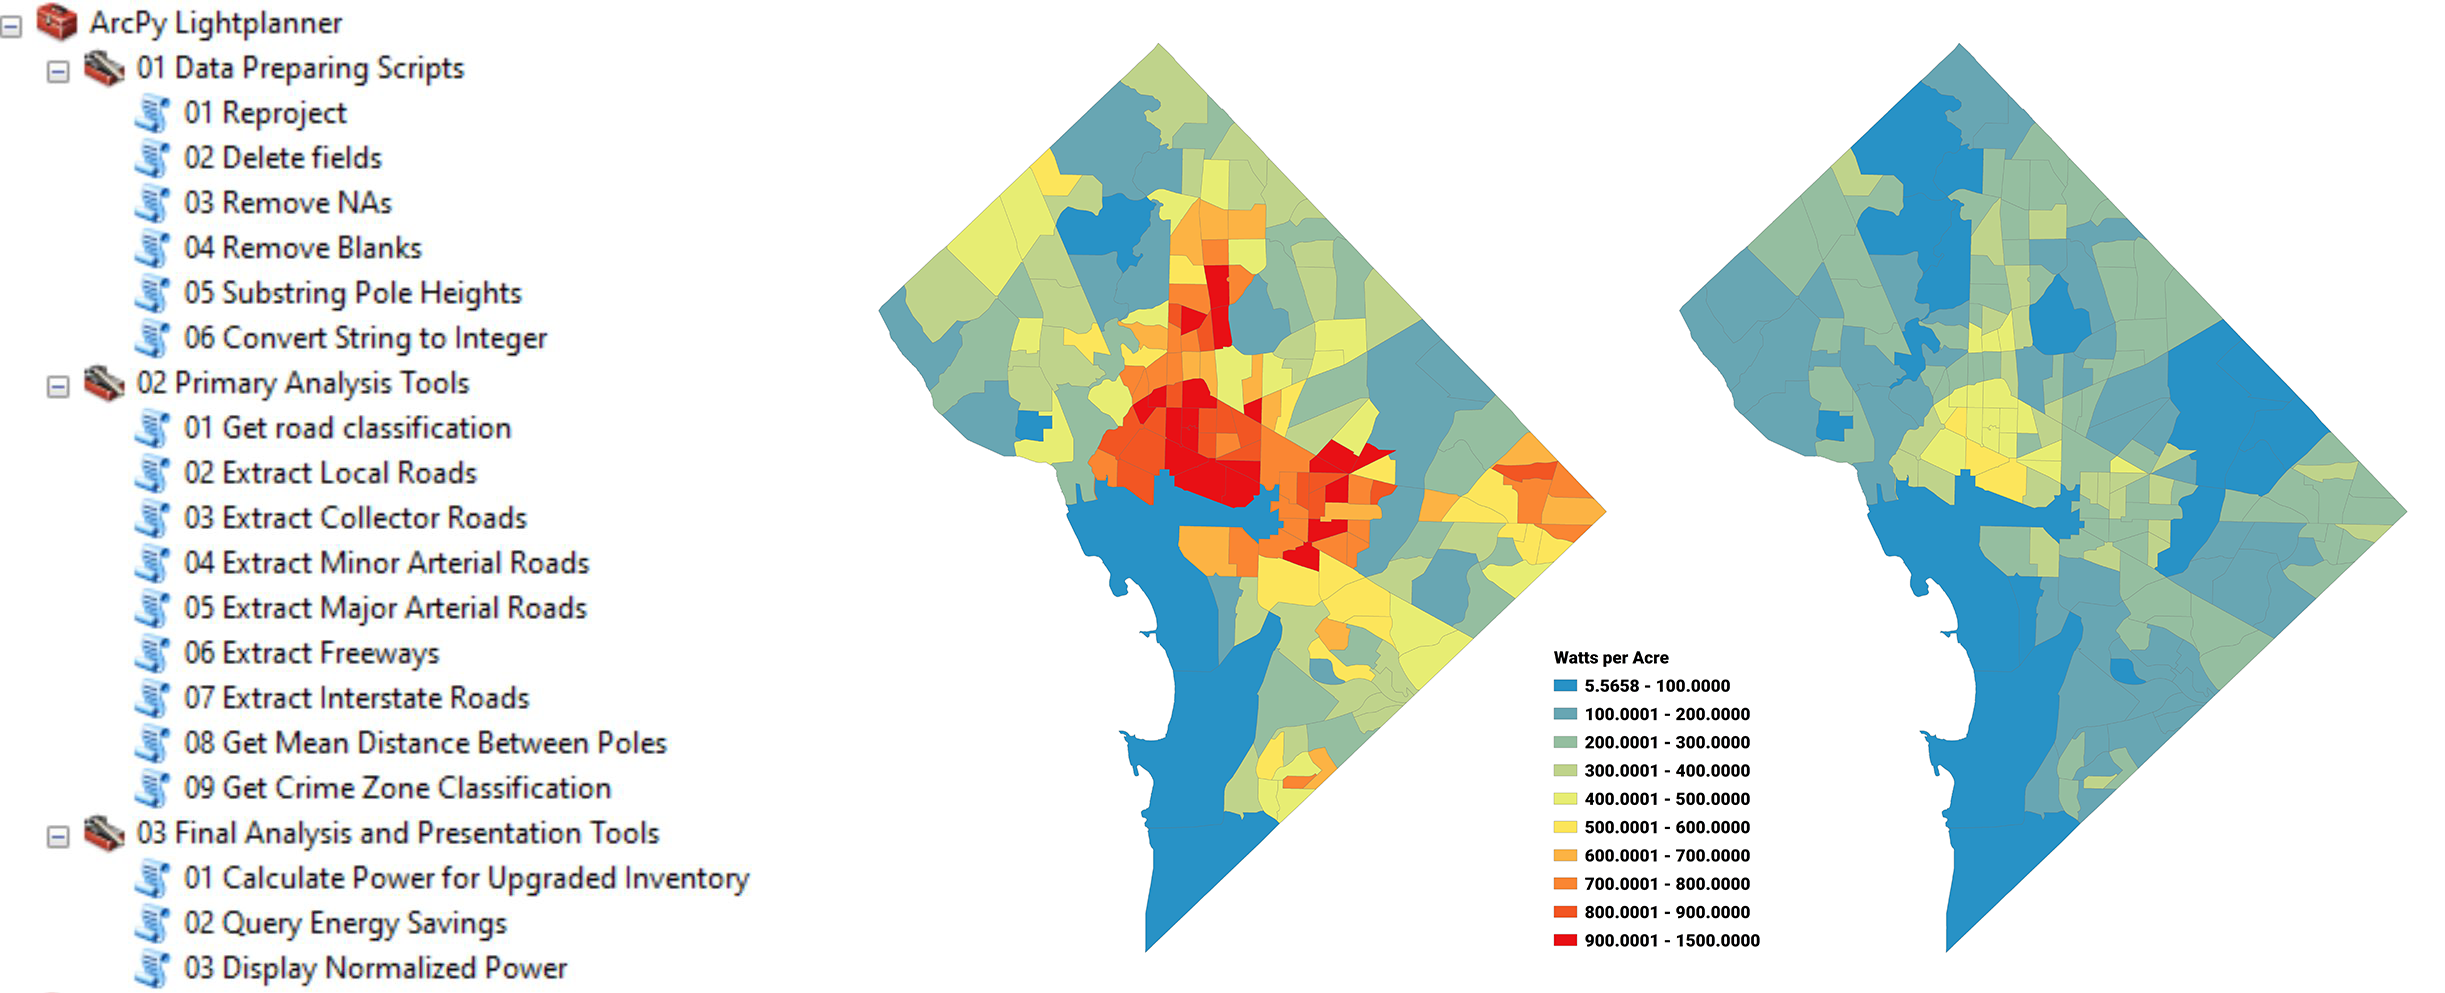 ArcPy Lightplanner
01 Data Preparing Scripts
01 Reproject
02 Delete fields
03 Remove NAs
04 Remove Blanks
05 Substring Pole Heights
06 Convert String to Integer
02 Primary Analysis Tools
01 Get road classification
02 Extract Local Roads
03 Extract Collector Roads
04 Extract Minor Arterial Roads
05 Extract Major Arterial Roads
06 Extract Freeways
07 Extract Interstate Roads
08 Get Mean Distance Between Poles
09 Get Crime Zone Classification
03 Final Analysis and Presentation Tools
01 Calculate Power for Upgraded Inventory
02 Query Energy Savings
03 Display Normalized Power
Watts per Acre
5.5658 - 100.0000
100.0001 - 200.0000
200.0001 - 300.0000
300.0001 - 400.0000
400.0001 - 500.0000
500.0001 - 600.0000
600.0001 - 700.0000
700.0001 - 800.0000
800.0001 - 900.0000
900.0001 - 1500.0000